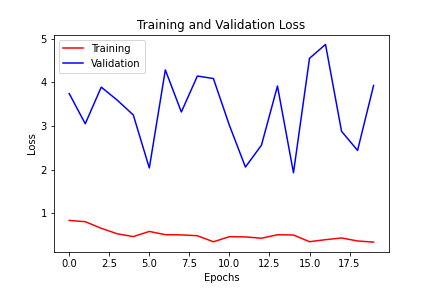 Training and Validation Loss
Training
Validation
Loss
5
4
3
2
1
0.0 2.5 5.0 7.5 10.0 12.5 15.0 17.5
Epochs